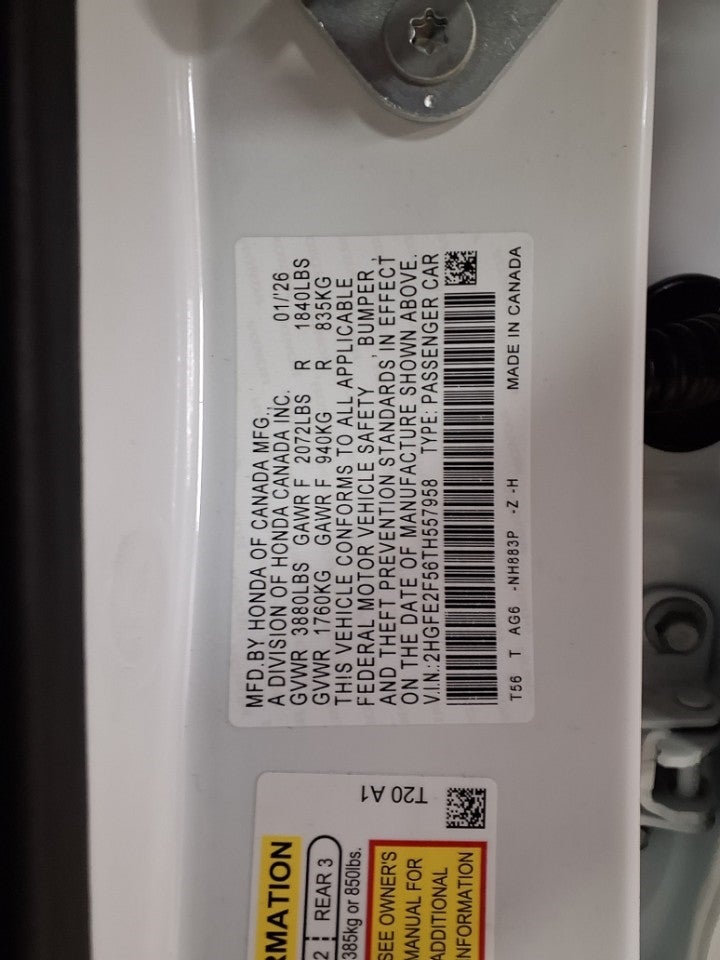 MFD.BY HONDA OF CANADA MFG.,
A DIVISION OF HONDA CANADA INC. 01/'26
GVWR 3880LBS GAWR F 2072LBS R 1840LBS
GVWR 1760KG GAWR F 940KG R 835KG
THIS VEHICLE CONFORMS TO ALL APPLICABLE
FEDERAL MOTOR VEHICLE SAFETY , BUMPER ,
AND THEFT PREVENTION STANDARDS IN EFFECT
ON THE DATE OF MANUFACTURE SHOWN ABOVE.
V.I.N.:2HGFE2F56TH557958 TYPE: PASSENGER CAR
T56 T AG6 -NH883P -Z -H MADE IN CANADA
T20 A1
REAR 3
385kg or 850lbs.
SEE OWNER'S
MANUAL FOR
ADDITIONAL